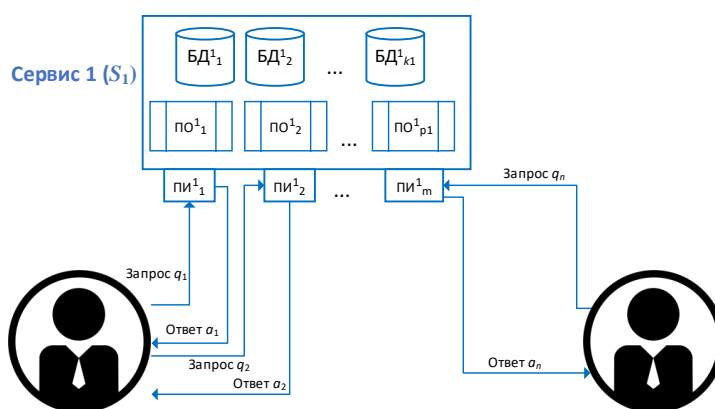 БД¹₁ БД¹₂ ... БД¹ₖ₁
Сервис 1 (S₁)
ПО¹₁ ПО¹₂ ... ПО¹ₚ₁
ПИ¹₁ ПИ¹₂ ... ПИ¹ₘ
Запрос qₙ
Запрос q₁
Ответ a₁
Запрос q₂
Ответ aₙ
Ответ a₂